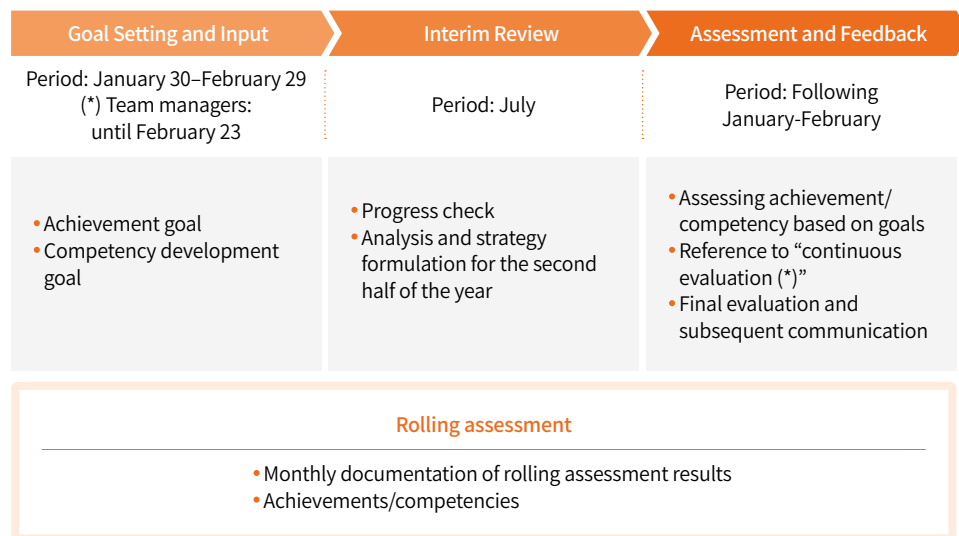 Goal Setting and Input
Interim Review
Assessment and Feedback
Period: January 30–February 29
(*) Team managers:
until February 23
Period: July
Period: Following
January-February
•Achievement goal
•Competency development
goal
•Progress check
•Analysis and strategy
formulation for the second
half of the year
•Assessing achievement/
competency based on goals
•Reference to “continuous
evaluation (*)”
•Final evaluation and
subsequent communication
Rolling assessment
•Monthly documentation of rolling assessment results
•Achievements/competencies